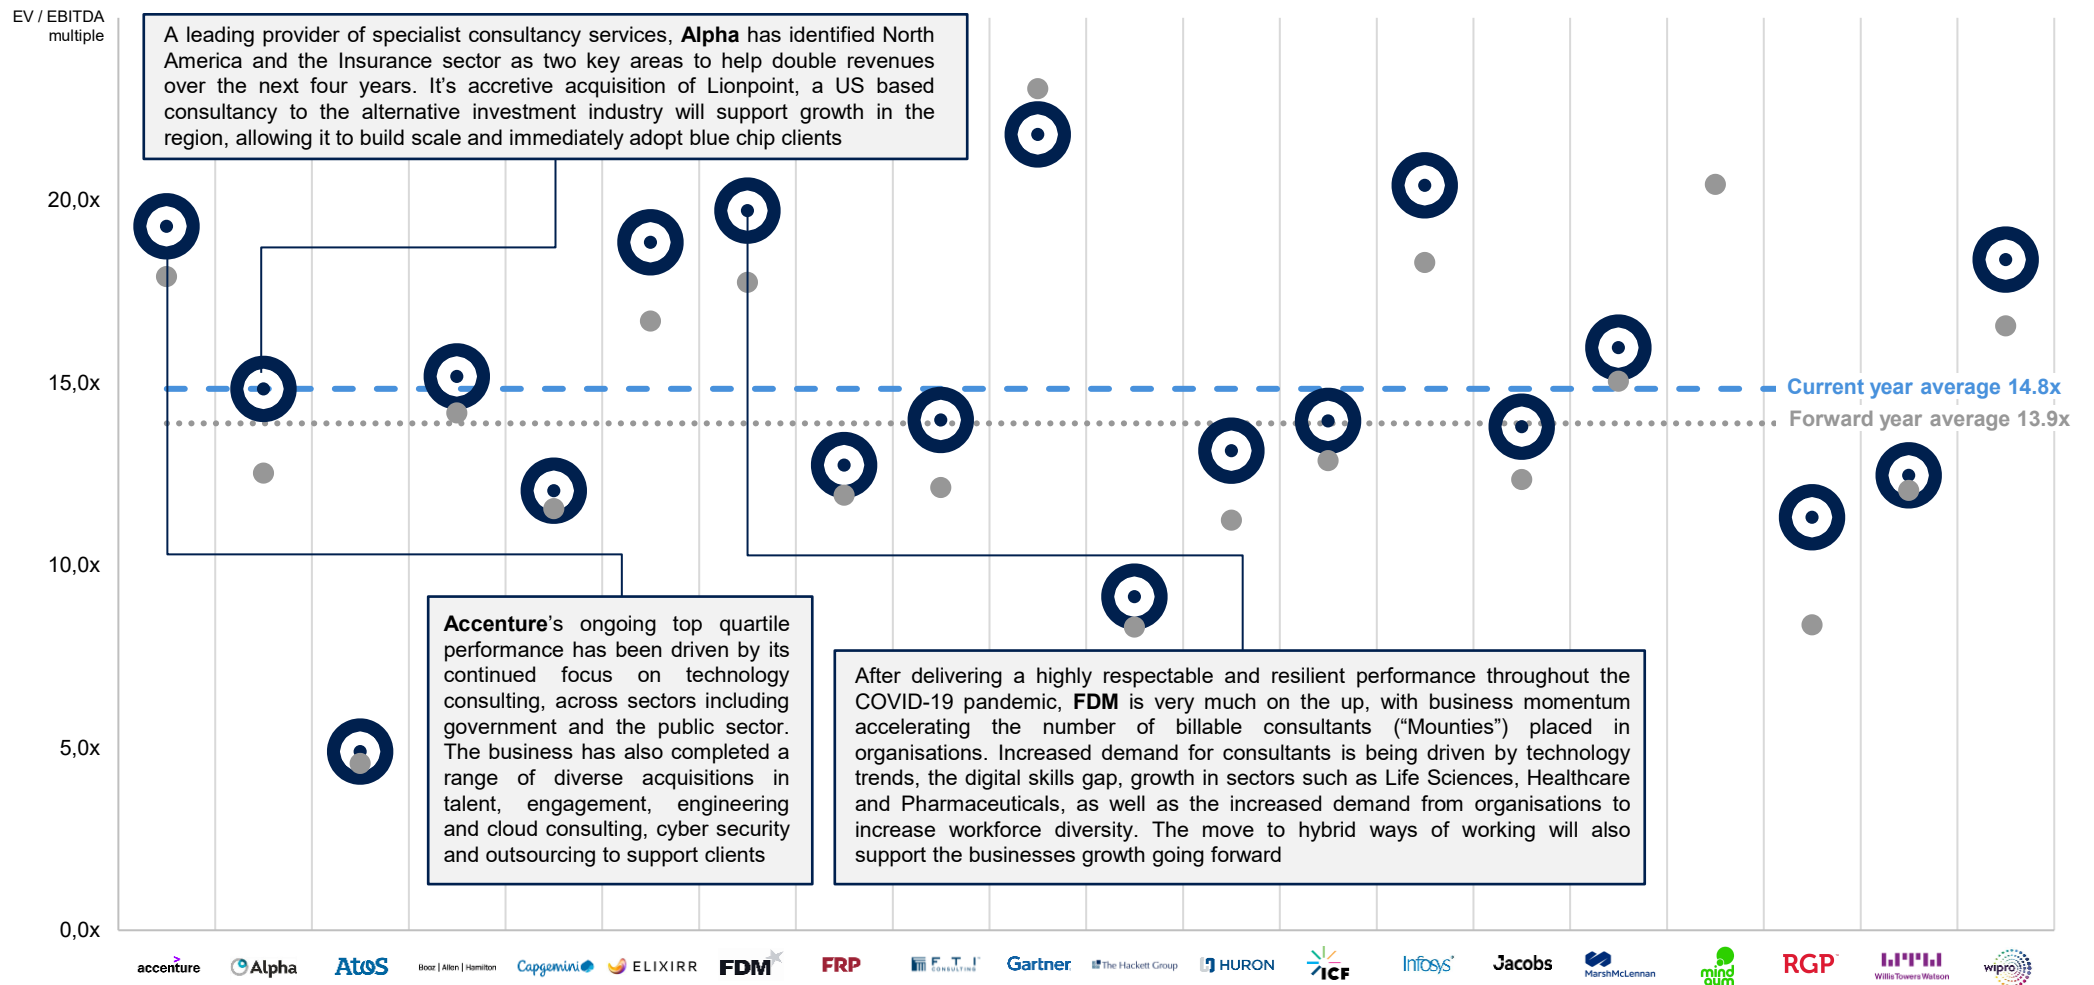 EV / EBITDA
multiple
A leading provider of specialist consultancy services, Alpha has identified North
America and the Insurance sector as two key areas to help double revenues
over the next four years. It’s accretive acquisition of Lionpoint, a US based
consultancy to the alternative investment industry will support growth in the
region, allowing it to build scale and immediately adopt blue chip clients
20,0x
15,0x
10,0x
5,0x
0,0x
Current year average 14.8x
Forward year average 13.9x
Accenture’s ongoing top quartile
performance has been driven by its
continued focus on technology
consulting, across sectors including
government and the public sector.
The business has also completed a
range of diverse acquisitions in
talent, engagement, engineering
and cloud consulting, cyber security
and outsourcing to support clients
After delivering a highly respectable and resilient performance throughout the
COVID-19 pandemic, FDM is very much on the up, with business momentum
accelerating the number of billable consultants (“Mounties”) placed in
organisations. Increased demand for consultants is being driven by technology
trends, the digital skills gap, growth in sectors such as Life Sciences, Healthcare
and Pharmaceuticals, as well as the increased demand from organisations to
increase workforce diversity. The move to hybrid ways of working will also
support the businesses growth going forward
accenture
Alpha
Atos
Booz | Allen | Hamilton
Capgemini
ELIXIRR
FDM
FRP
F T I
CONSULTING
Gartner
The Hackett Group
HURON
ICF
Infosys
Jacobs
MarshMcLennan
mind
gym
RGP
WillisTowersWatson
wipro